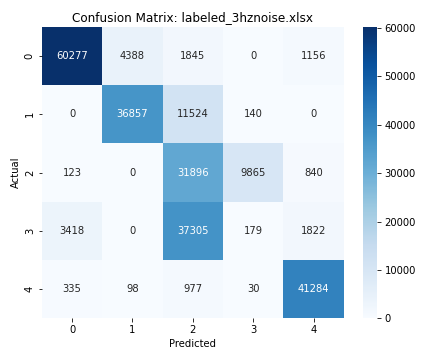 Confusion Matrix: labeled_3hznoise.xlsx
60000
0 60277 4388 1845 0 1156
50000
1 0 36857 11524 140 0
40000
Actual
2 123 0 31896 9865 840
30000
20000
3 3418 0 37305 179 1822
10000
4 335 98 977 30 41284
0
0 1 2 3 4
Predicted